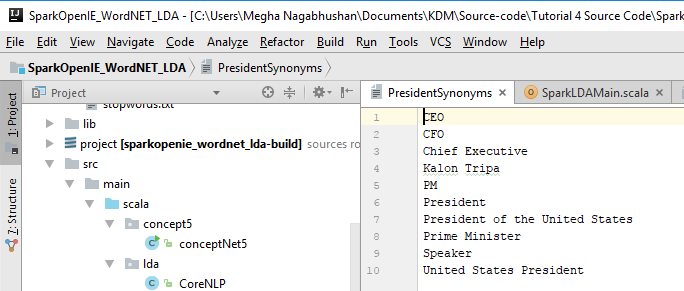 SparkOpenIE_WordNET_LDA - [C:\Users\Megha Nagabhushan\Documents\KDM\Source-code\Tutorial 4 Source Code\Spark
File Edit View Navigate Code Analyze Refactor Build Run Tools VCS Window Help
SparkOpenIE_WordNET_LDA PresidentSynonyms
1: Project
7: Structure
Project
stopwords.txt
lib
project [sparkopenie_wordnet_lda-build] sources ro
src
main
scala
concept5
conceptNet5
lda
CoreNLP
PresidentSynonyms SparkLDAMain.scala
1 CEO
2 CFO
3 Chief Executive
4 Kalon Tripa
5 PM
6 President
7 President of the United States
8 Prime Minister
9 Speaker
10 United States President